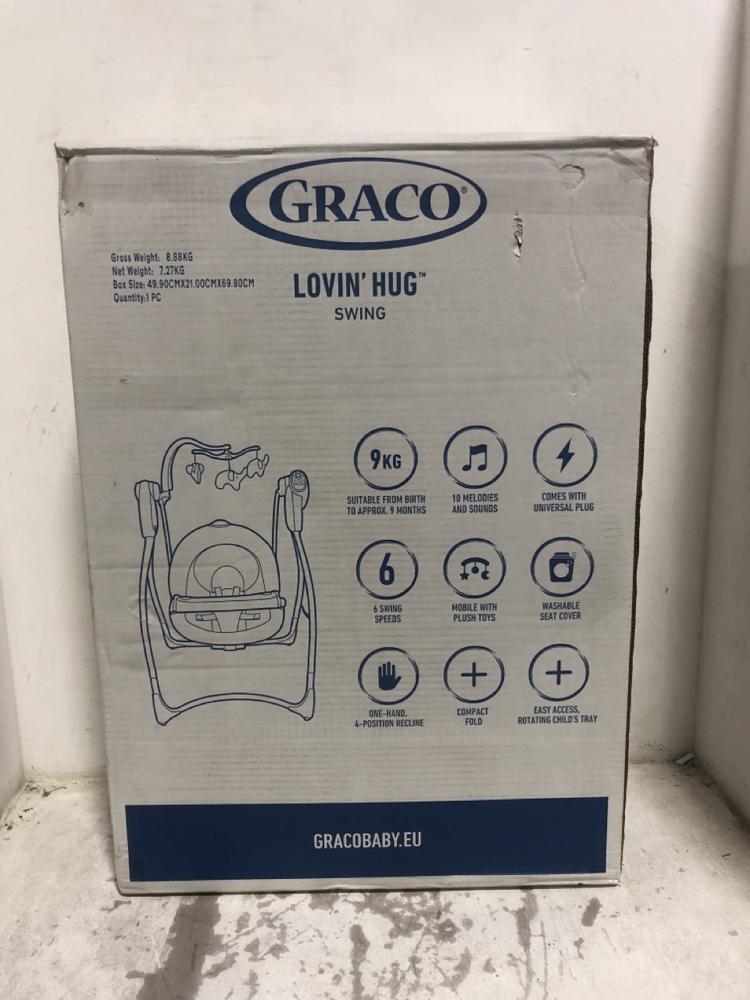 GRACO®
Gross Weight: 8.68KG
Net Weight: 7.27KG
Box Size: 49.90CMX21.00CMX69.80CM
Quantity:1 PC
LOVIN' HUG™
SWING
9KG
SUITABLE FROM BIRTH
TO APPROX. 9 MONTHS
10 MELODIES
AND SOUNDS
COMES WITH
UNIVERSAL PLUG
6
6 SWING
SPEEDS
MOBILE WITH
PLUSH TOYS
WASHABLE
SEAT COVER
ONE-HAND,
4-POSITION RECLINE
COMPACT
FOLD
EASY ACCESS,
ROTATING CHILD'S TRAY
GRACOBABY.EU